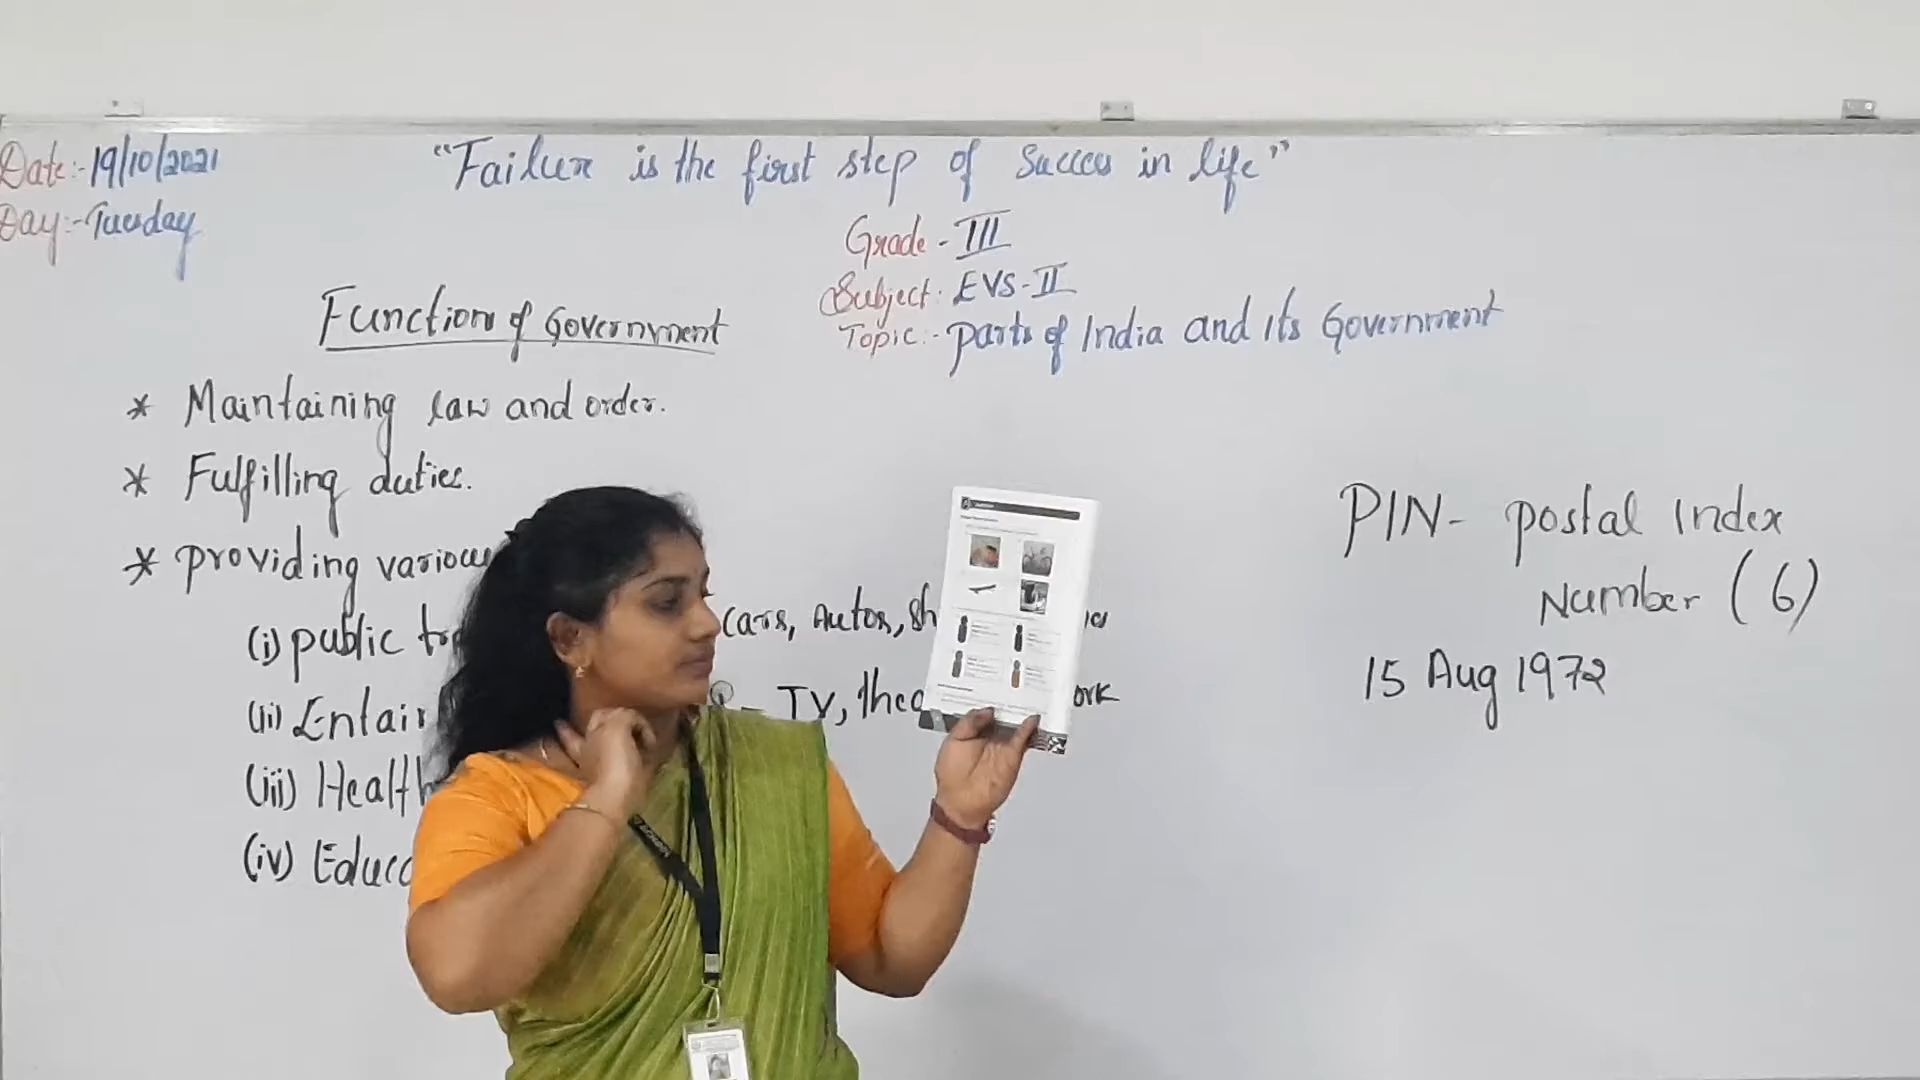 Date:- 19/10/2021
Day:- Tuesday
"Failure is the first step of Success in life"
Grade - III
Subject: EVS-II
Topic:- parts of India and its Government
Function of Government
* Maintaining law and order.
* Fulfilling duties.
* providing various
(i) public cars, Autos,
(ii) - TV,
(iii) Health
(iv)
PIN- postal Index
Number (6)
15 Aug 1972